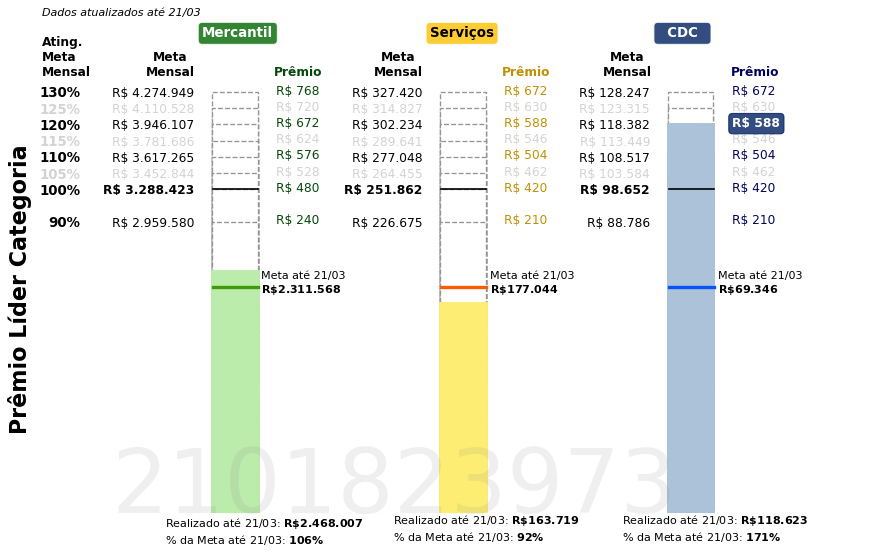 Dados atualizados até 21/03
Mercantil Serviços CDC
Ating. Meta Mensal
Meta Mensal Prêmio Meta Mensal Prêmio Meta Mensal Prêmio
130% R$ 4.274.949 R$ 768 R$ 327.420 R$ 672 R$ 128.247 R$ 672
125% R$ 4.110.528 R$ 720 R$ 314.827 R$ 630 R$ 123.315 R$ 630
120% R$ 3.946.107 R$ 672 R$ 302.234 R$ 588 R$ 118.382 R$ 588
115% R$ 3.781.686 R$ 624 R$ 289.641 R$ 546 R$ 113.449 R$ 546
110% R$ 3.617.265 R$ 576 R$ 277.048 R$ 504 R$ 108.517 R$ 504
105% R$ 3.452.844 R$ 528 R$ 264.455 R$ 462 R$ 103.584 R$ 462
100% R$ 3.288.423 R$ 480 R$ 251.862 R$ 420 R$ 98.652 R$ 420
90% R$ 2.959.580 R$ 240 R$ 226.675 R$ 210 R$ 88.786 R$ 210
Prêmio Líder Categoria
Meta até 21/03 Meta até 21/03 Meta até 21/03
R$2.311.568 R$177.044 R$69.346
2101823973
Realizado até 21/03: R$2.468.007 Realizado até 21/03: R$163.719 Realizado até 21/03: R$118.623
% da Meta até 21/03: 106% % da Meta até 21/03: 92% % da Meta até 21/03: 171%